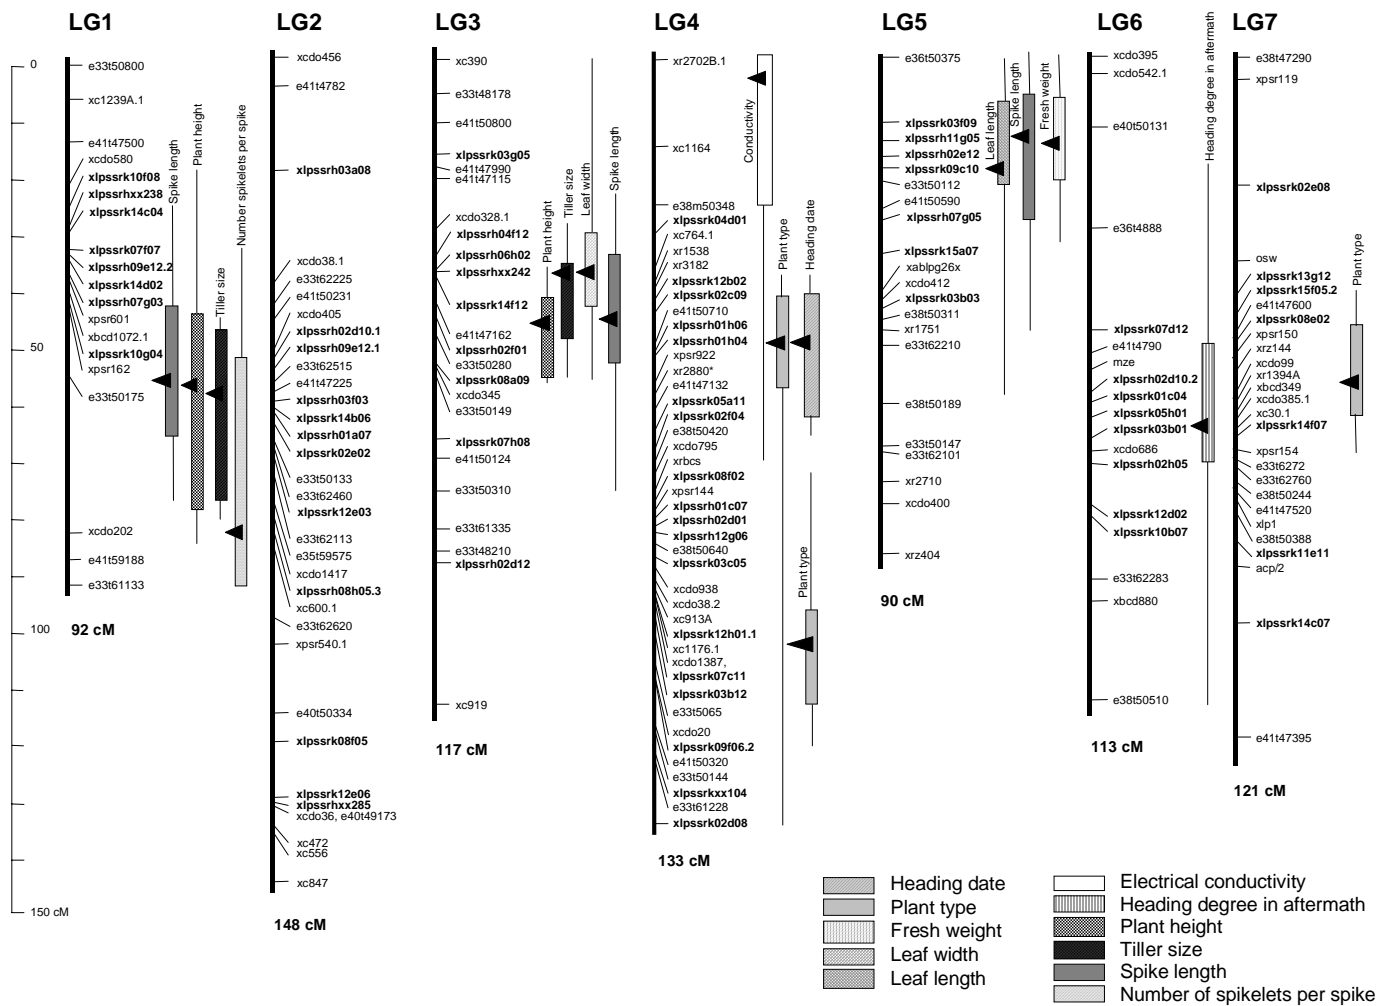 LG1
LG2
LG3
LG4
LG5
LG6
LG7
0
50
100
150 cM
e33t50800
xc1239A.1
e41t47500
xcdo580
xlpssrk10f08
xlpssrhxx238
xlpssrk14c04
xlpssrk07f07
xlpssrh09e12.2
xlpssrk14d02
xlpssrh07g03
xpsr601
xbcd1072.1
xlpssrk10g04
xpsr162
e33t50175
xcdo202
e41t59188
e33t61133
92 cM
Spike length
Plant height
Tiller size
Number spikelets per spike
xcdo456
e41t4782
xlpssrh03a08
xcdo38.1
e33t62225
e41t50231
xcdo405
xlpssrh02d10.1
xlpssrh09e12.1
e33t62515
e41t47225
xlpssrh03f03
xlpssrk14b06
xlpssrh01a07
xlpssrk02e02
e33t50133
e33t62460
xlpssrk12e03
e33t62113
e35t59575
xcdo1417
xlpssrh08h05.3
xc600.1
e33t62620
xpsr540.1
e40t50334
xlpssrk08f05
xlpssrk12e06
xlpssrhxx285
xcdo36, e40t49173
xc472
xc556
xc847
148 cM
xc390
e33t48178
e41t50800
xlpssrk03g05
e41t47990
e41t47115
xcdo328.1
xlpssrh04f12
xlpssrh06h02
xlpssrhxx242
xlpssrk14f12
e41t47162
xlpssrh02f01
e33t50280
xlpssrk08a09
xcdo345
e33t50149
xlpssrk07h08
e41t50124
e33t50310
e33t61335
e33t48210
xlpssrh02d12
xc919
117 cM
Plant height
Tiller size
Leaf width
Spike length
xr2702B.1
xc1164
e38m50348
xlpssrk04d01
xc764.1
xr1538
xr3182
xlpssrk12b02
xlpssrk02c09
e41t50710
xlpssrh01h06
xlpssrh01h04
xpsr922
xr2880*
e41t47132
xlpssrk05a11
xlpssrk02f04
e38t50420
xcdo795
xrbcs
xlpssrk08f02
xpsr144
xlpssrh01c07
xlpssrh02d01
xlpssrh12g06
e38t50640
xlpssrk03c05
xcdo938
xcdo38.2
xc913A
xlpssrk12h01.1
xc1176.1
xcdo1387,
xlpssrk07c11
xlpssrk03b12
e33t5065
xcdo20
xlpssrk09f06.2
e41t50320
e33t50144
xlpssrkxx104
e33t61228
xlpssrk02d08
133 cM
Conductivity
Plant type
Heading date
Plant type
e36t50375
xlpssrk03f09
xlpssrh11g05
xlpssrh02e12
xlpssrk09c10
e33t50112
e41t50590
xlpssrh07g05
xlpssrk15a07
xablpg26x
xcdo412
xlpssrk03b03
e38t50311
xr1751
e33t62210
e38t50189
e33t50147
e33t62101
xr2710
xcdo400
xrz404
90 cM
Leaf length
Spike length
Fresh weight
xcdo395
xcdo542.1
e40t50131
e36t4888
xlpssrk07d12
e41t4790
mze
xlpssrh02d10.2
xlpssrk01c04
xlpssrk05h01
xlpssrk03b01
xcdo686
xlpssrh02h05
xlpssrk12d02
xlpssrk10b07
e33t62283
xbcd880
e38t50510
113 cM
Heading degree in aftermath
e38t47290
xpsr119
xlpssrk02e08
osw
xlpssrk13g12
xlpssrk15f05.2
e41t47600
xlpssrk08e02
xpsr150
xrz144
xcdo99
xr1394A
xbcd349
xcdo385.1
xc30.1
xlpssrk14f07
xpsr154
e33t6272
e33t62760
e38t50244
e41t47520
xlp1
e38t50388
xlpssrk11e11
acp/2
xlpssrk14c07
e41t47395
121 cM
Plant type
Heading date
Plant type
Fresh weight
Leaf width
Leaf length
Electrical conductivity
Heading degree in aftermath
Plant height
Tiller size
Spike length
Number of spikelets per spike